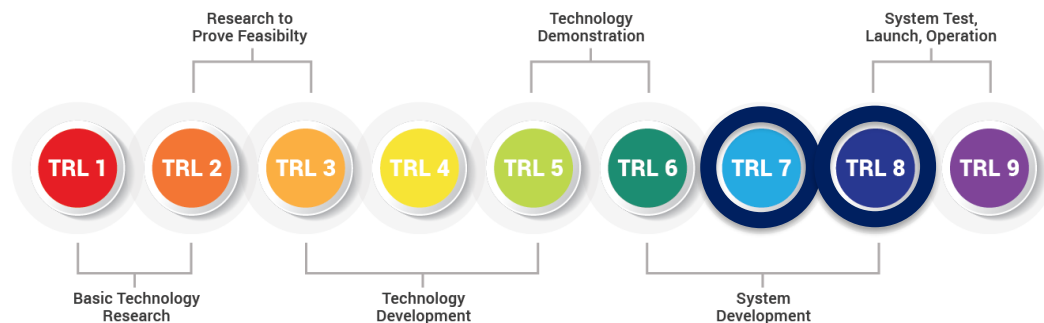 Research to
Prove Feasibilty
Technology
Demonstration
System Test,
Launch, Operation
TRL 1
TRL 2
TRL 3
TRL 4
TRL 5
TRL 6
TRL 7
TRL 8
TRL 9
Basic Technology
Research
Technology
Development
System
Development